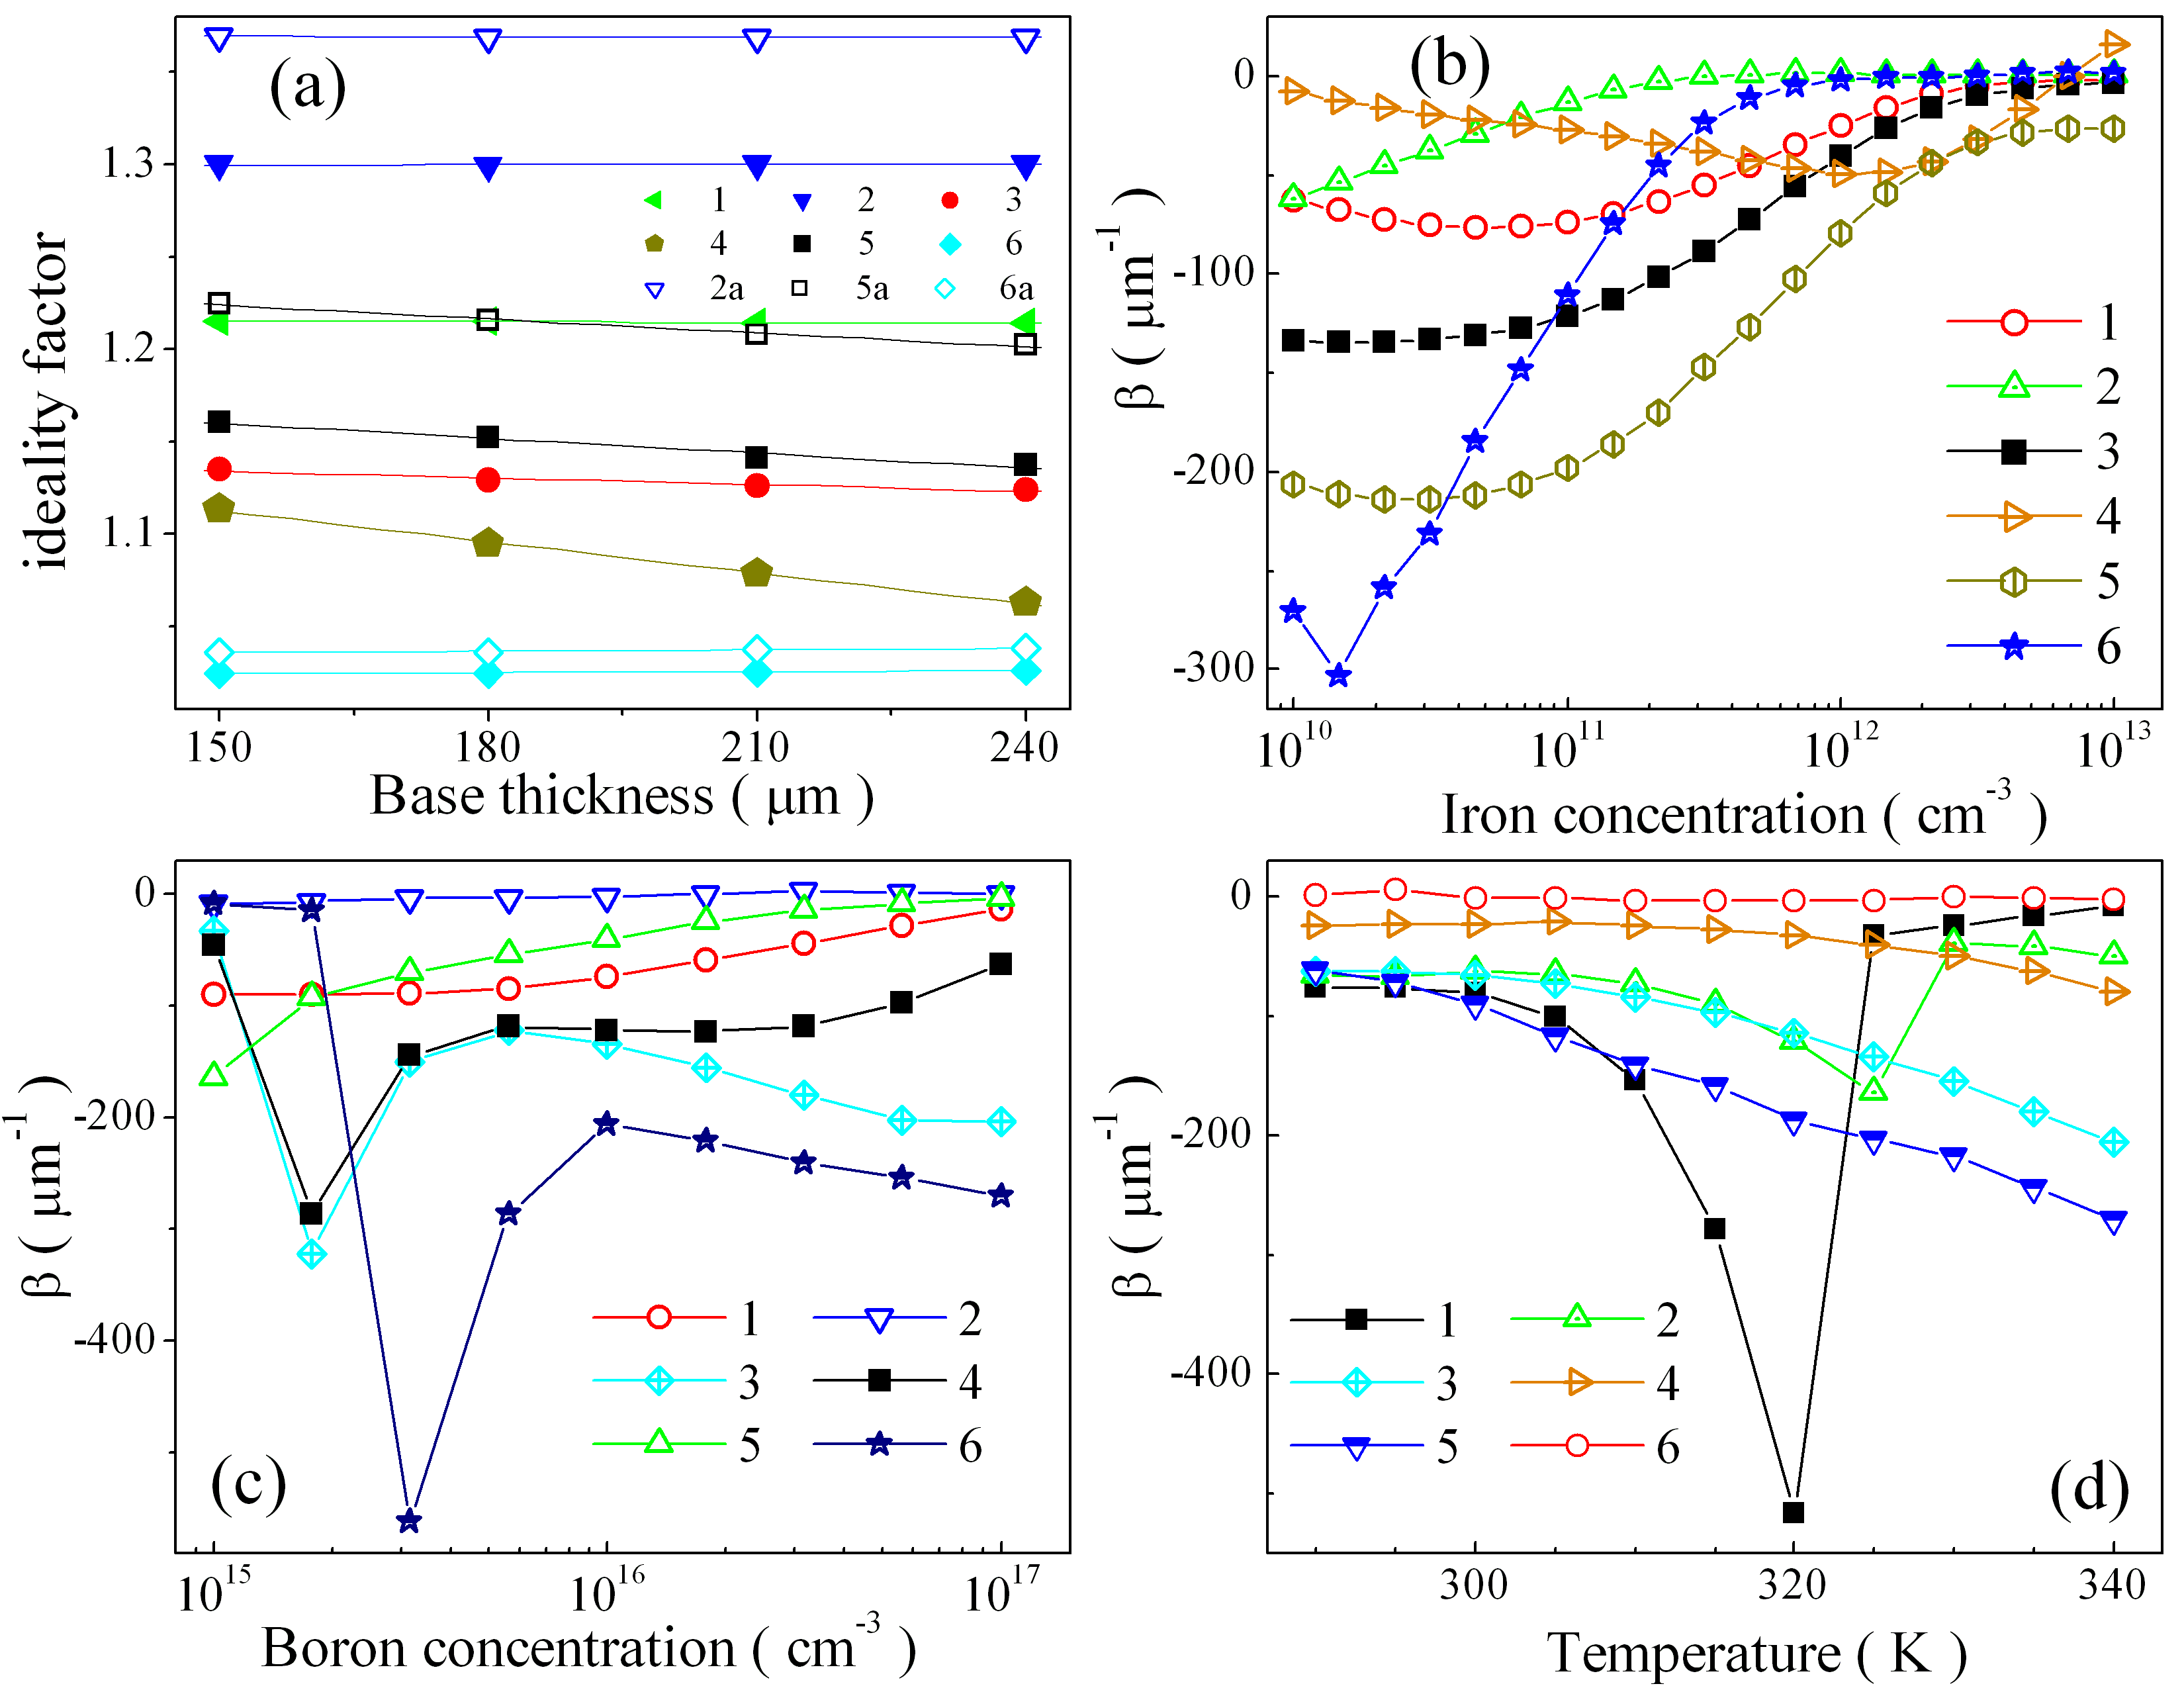 (a)
ideality factor
1.3
1.2
1.1
1 2 3
4 5 6
2a 5a 6a
150 180 210 240
Base thickness ( μm )
(b)
β ( μm⁻¹ )
0
-100
-200
-300
1
2
3
4
5
6
10¹⁰ 10¹¹ 10¹² 10¹³
Iron concentration ( cm⁻³ )
(c)
β ( μm⁻¹ )
0
-200
-400
1 2
3 4
5 6
10¹⁵ 10¹⁶ 10¹⁷
Boron concentration ( cm⁻³ )
(d)
β ( μm⁻¹ )
0
-200
-400
1 2
3 4
5 6
300 320 340
Temperature ( K )